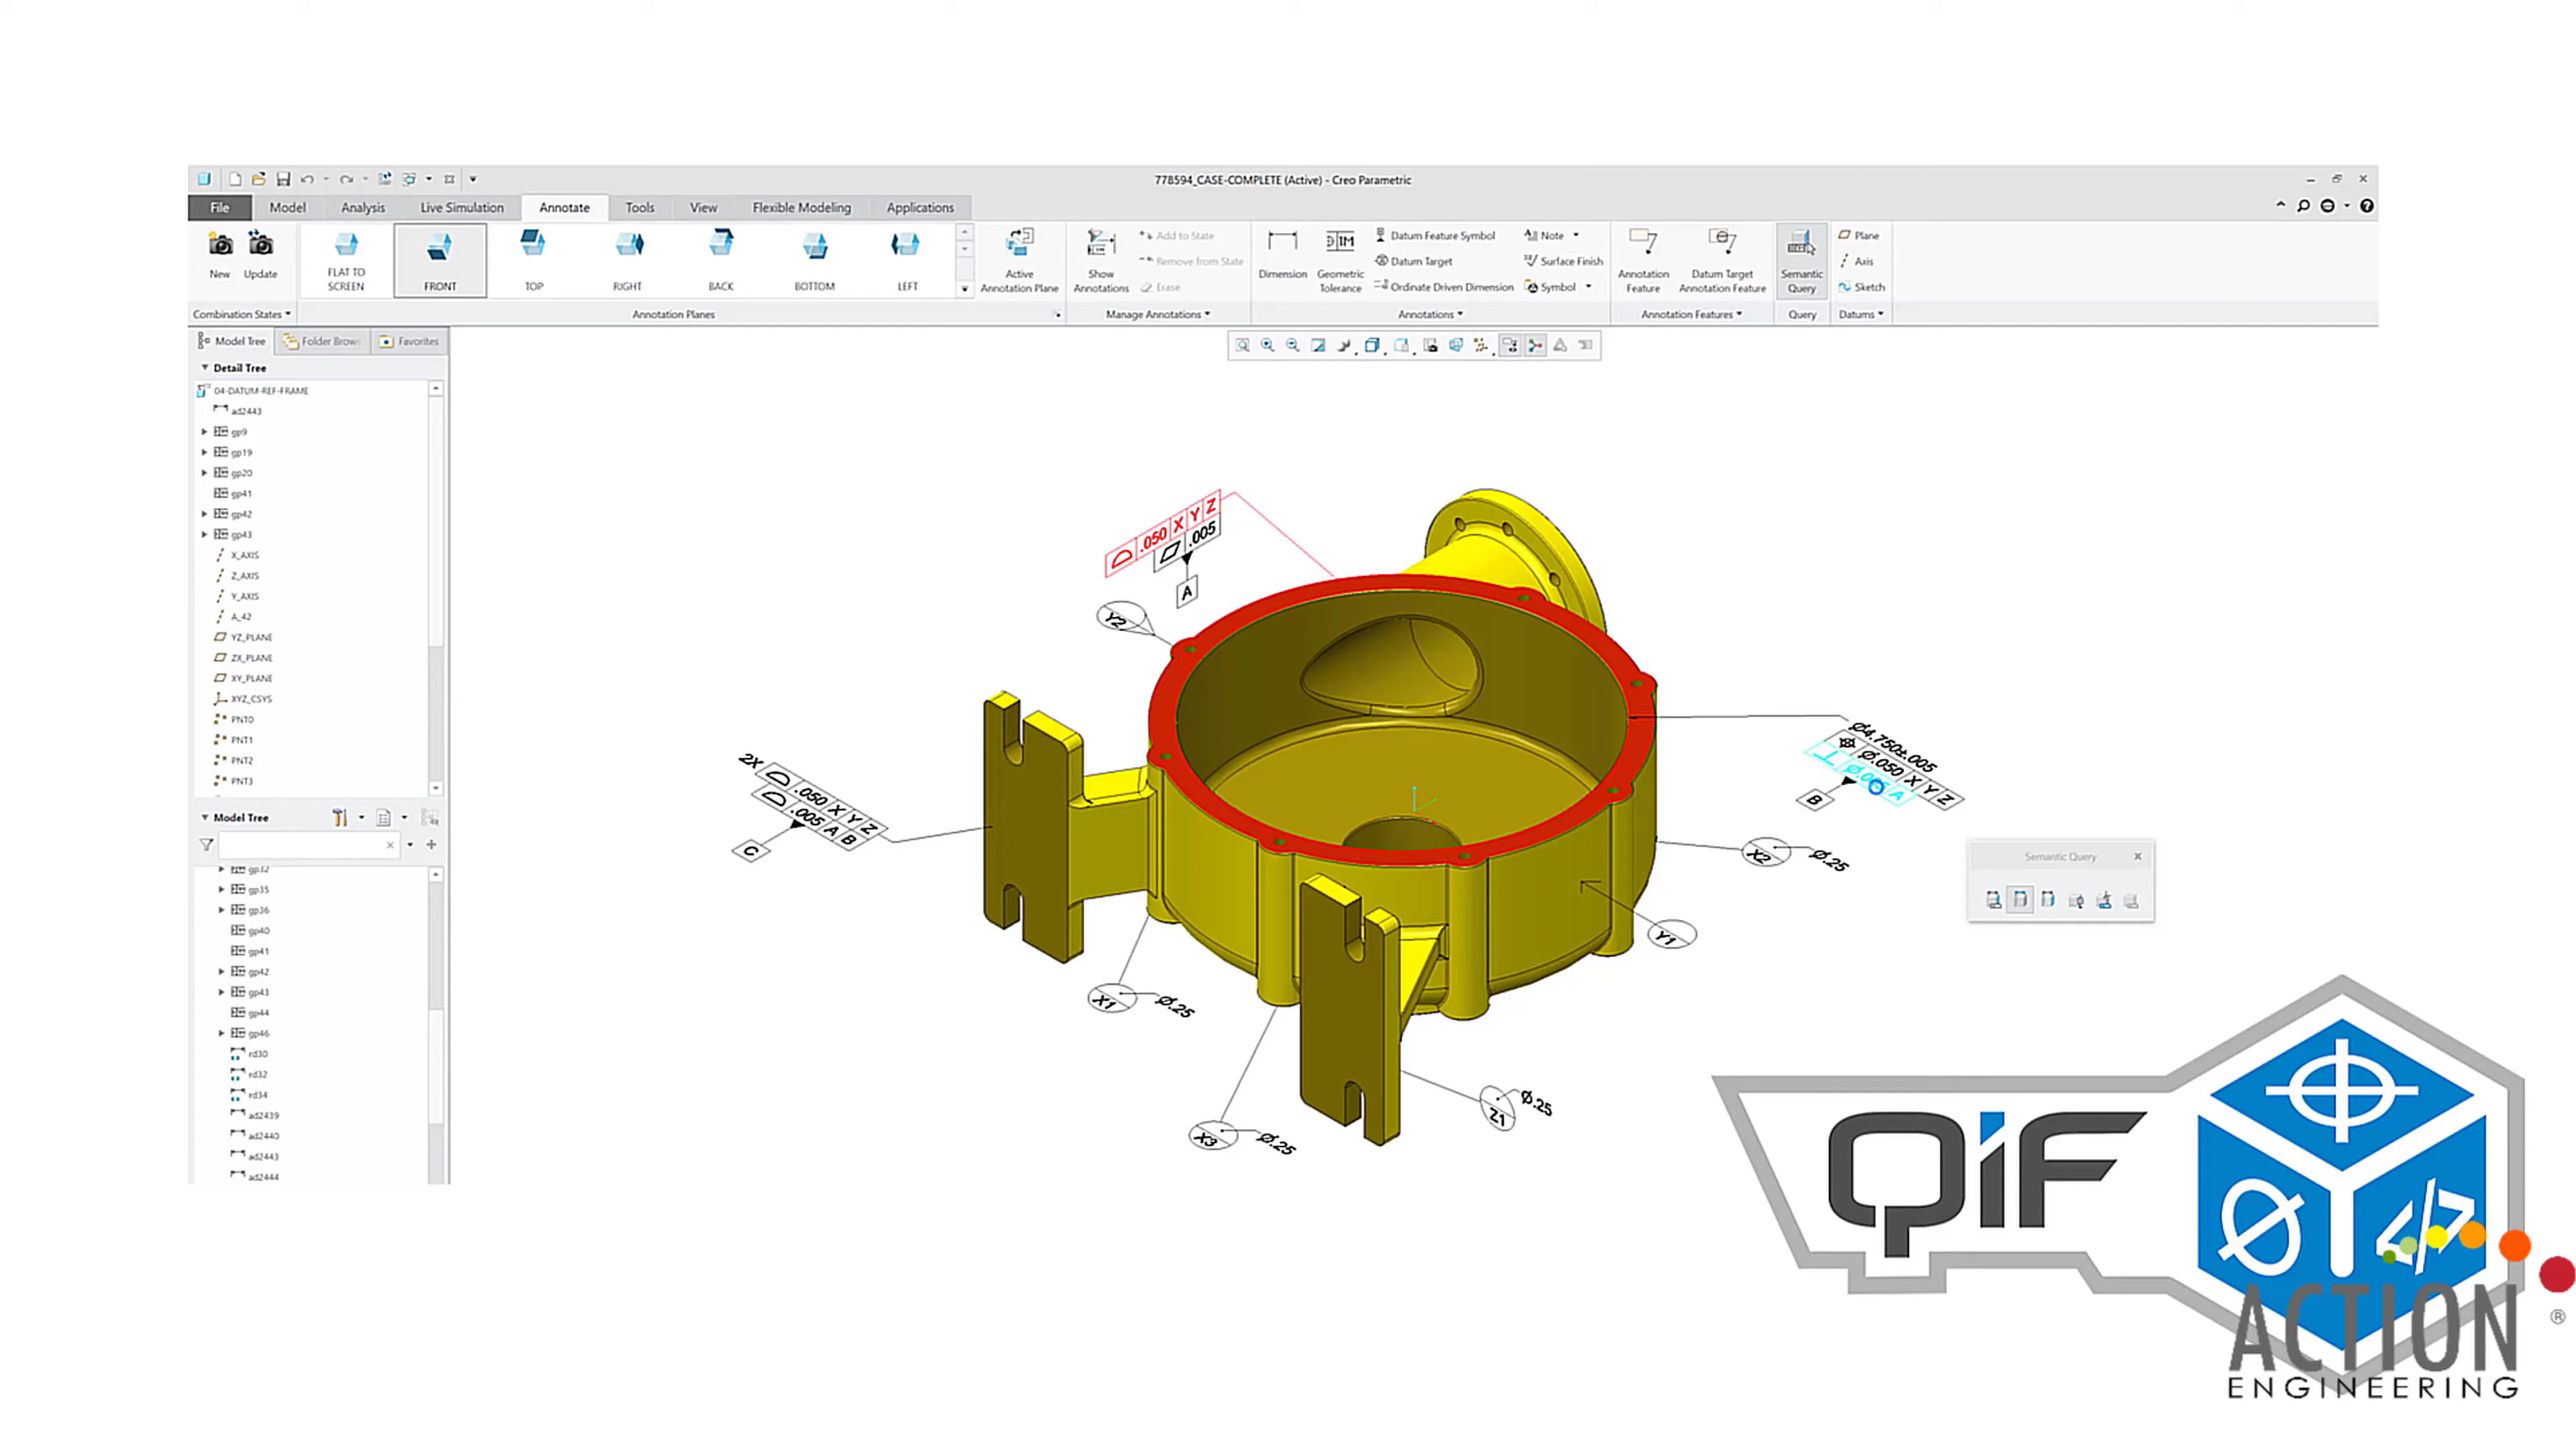 778594_CASE-COMPLETE (Active) - Creo Parametric
File Model Analysis Live Simulation Annotate Tools View Flexible Modeling Applications
New Update
FLAT TO SCREEN
FRONT TOP RIGHT BACK BOTTOM LEFT
Active Annotation Plane
Show Annotations
Add to State
Remove from State
Erase
Dimension
Geometric Tolerance
Datum Feature Symbol
Datum Target
Ordinate Driven Dimension
Note
Surface Finish
Symbol
Annotation Feature
Datum Target Annotation Feature
Semantic Query
Plane
Axis
Sketch
Combination States
Annotation Planes
Manage Annotations
Annotations
Annotation Features
Query
Datums
Model Tree Folder Brow Favorites
Detail Tree
04-DATUM-REF-FRAME
ad2443
gp9
gp19
gp20
gp41
gp42
gp43
X_AXIS
Z_AXIS
Y_AXIS
A_42
YZ_PLANE
ZX_PLANE
XY_PLANE
XYZ_CSYS
PNT0
PNT1
PNT2
PNT3
Model Tree
gp32
gp35
gp36
gp40
gp41
gp42
gp43
gp44
gp46
rd30
rd32
rd34
ad2439
ad2440
ad2443
ad2444
.050 X Y Z
.005
A
Y2
2X
.050 X Y Z
.005 A B
C
Ø4.750±.005
Ø.050 X Y Z
B
X2 Ø.25
Y1
X1 Ø.25
X3 Ø.25
Z1 Ø.25
Semantic Query
QIF
ACTION
®
ENGINEERING